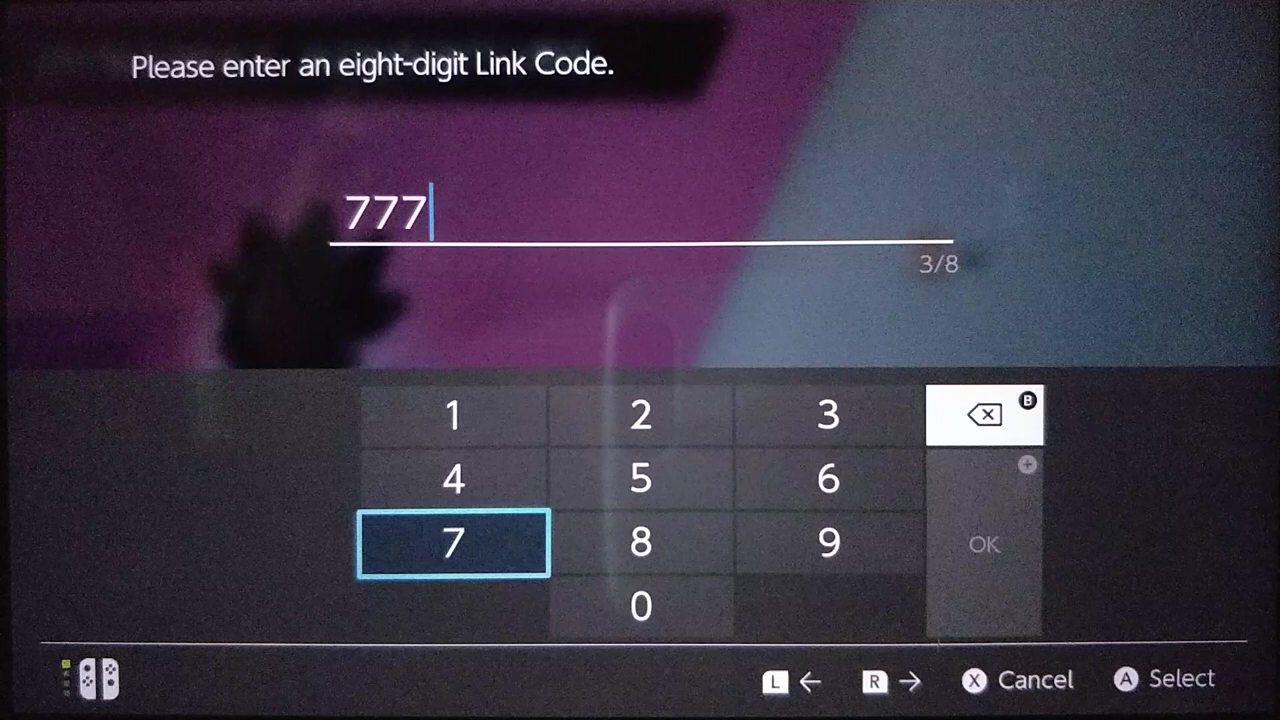 Please enter an eight-digit Link Code.
777
3/8
1 2 3 B
4 5 6 +
7 8 9 OK
0
L ← R → X Cancel A Select